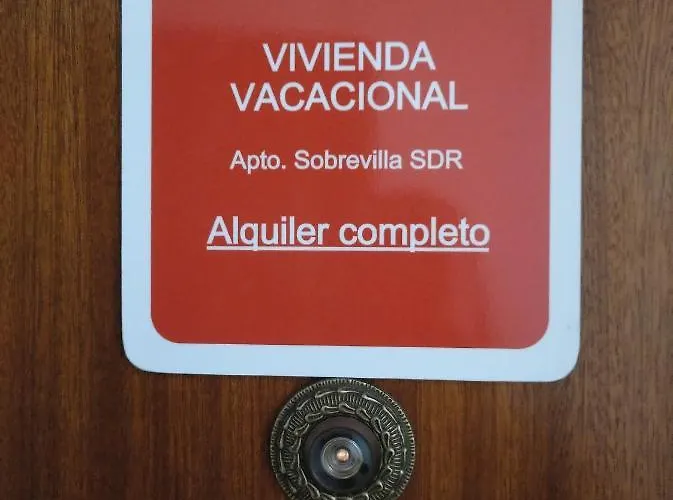 VIVIENDA
VACACIONAL
Apto. Sobrevilla SDR
Alquiler completo